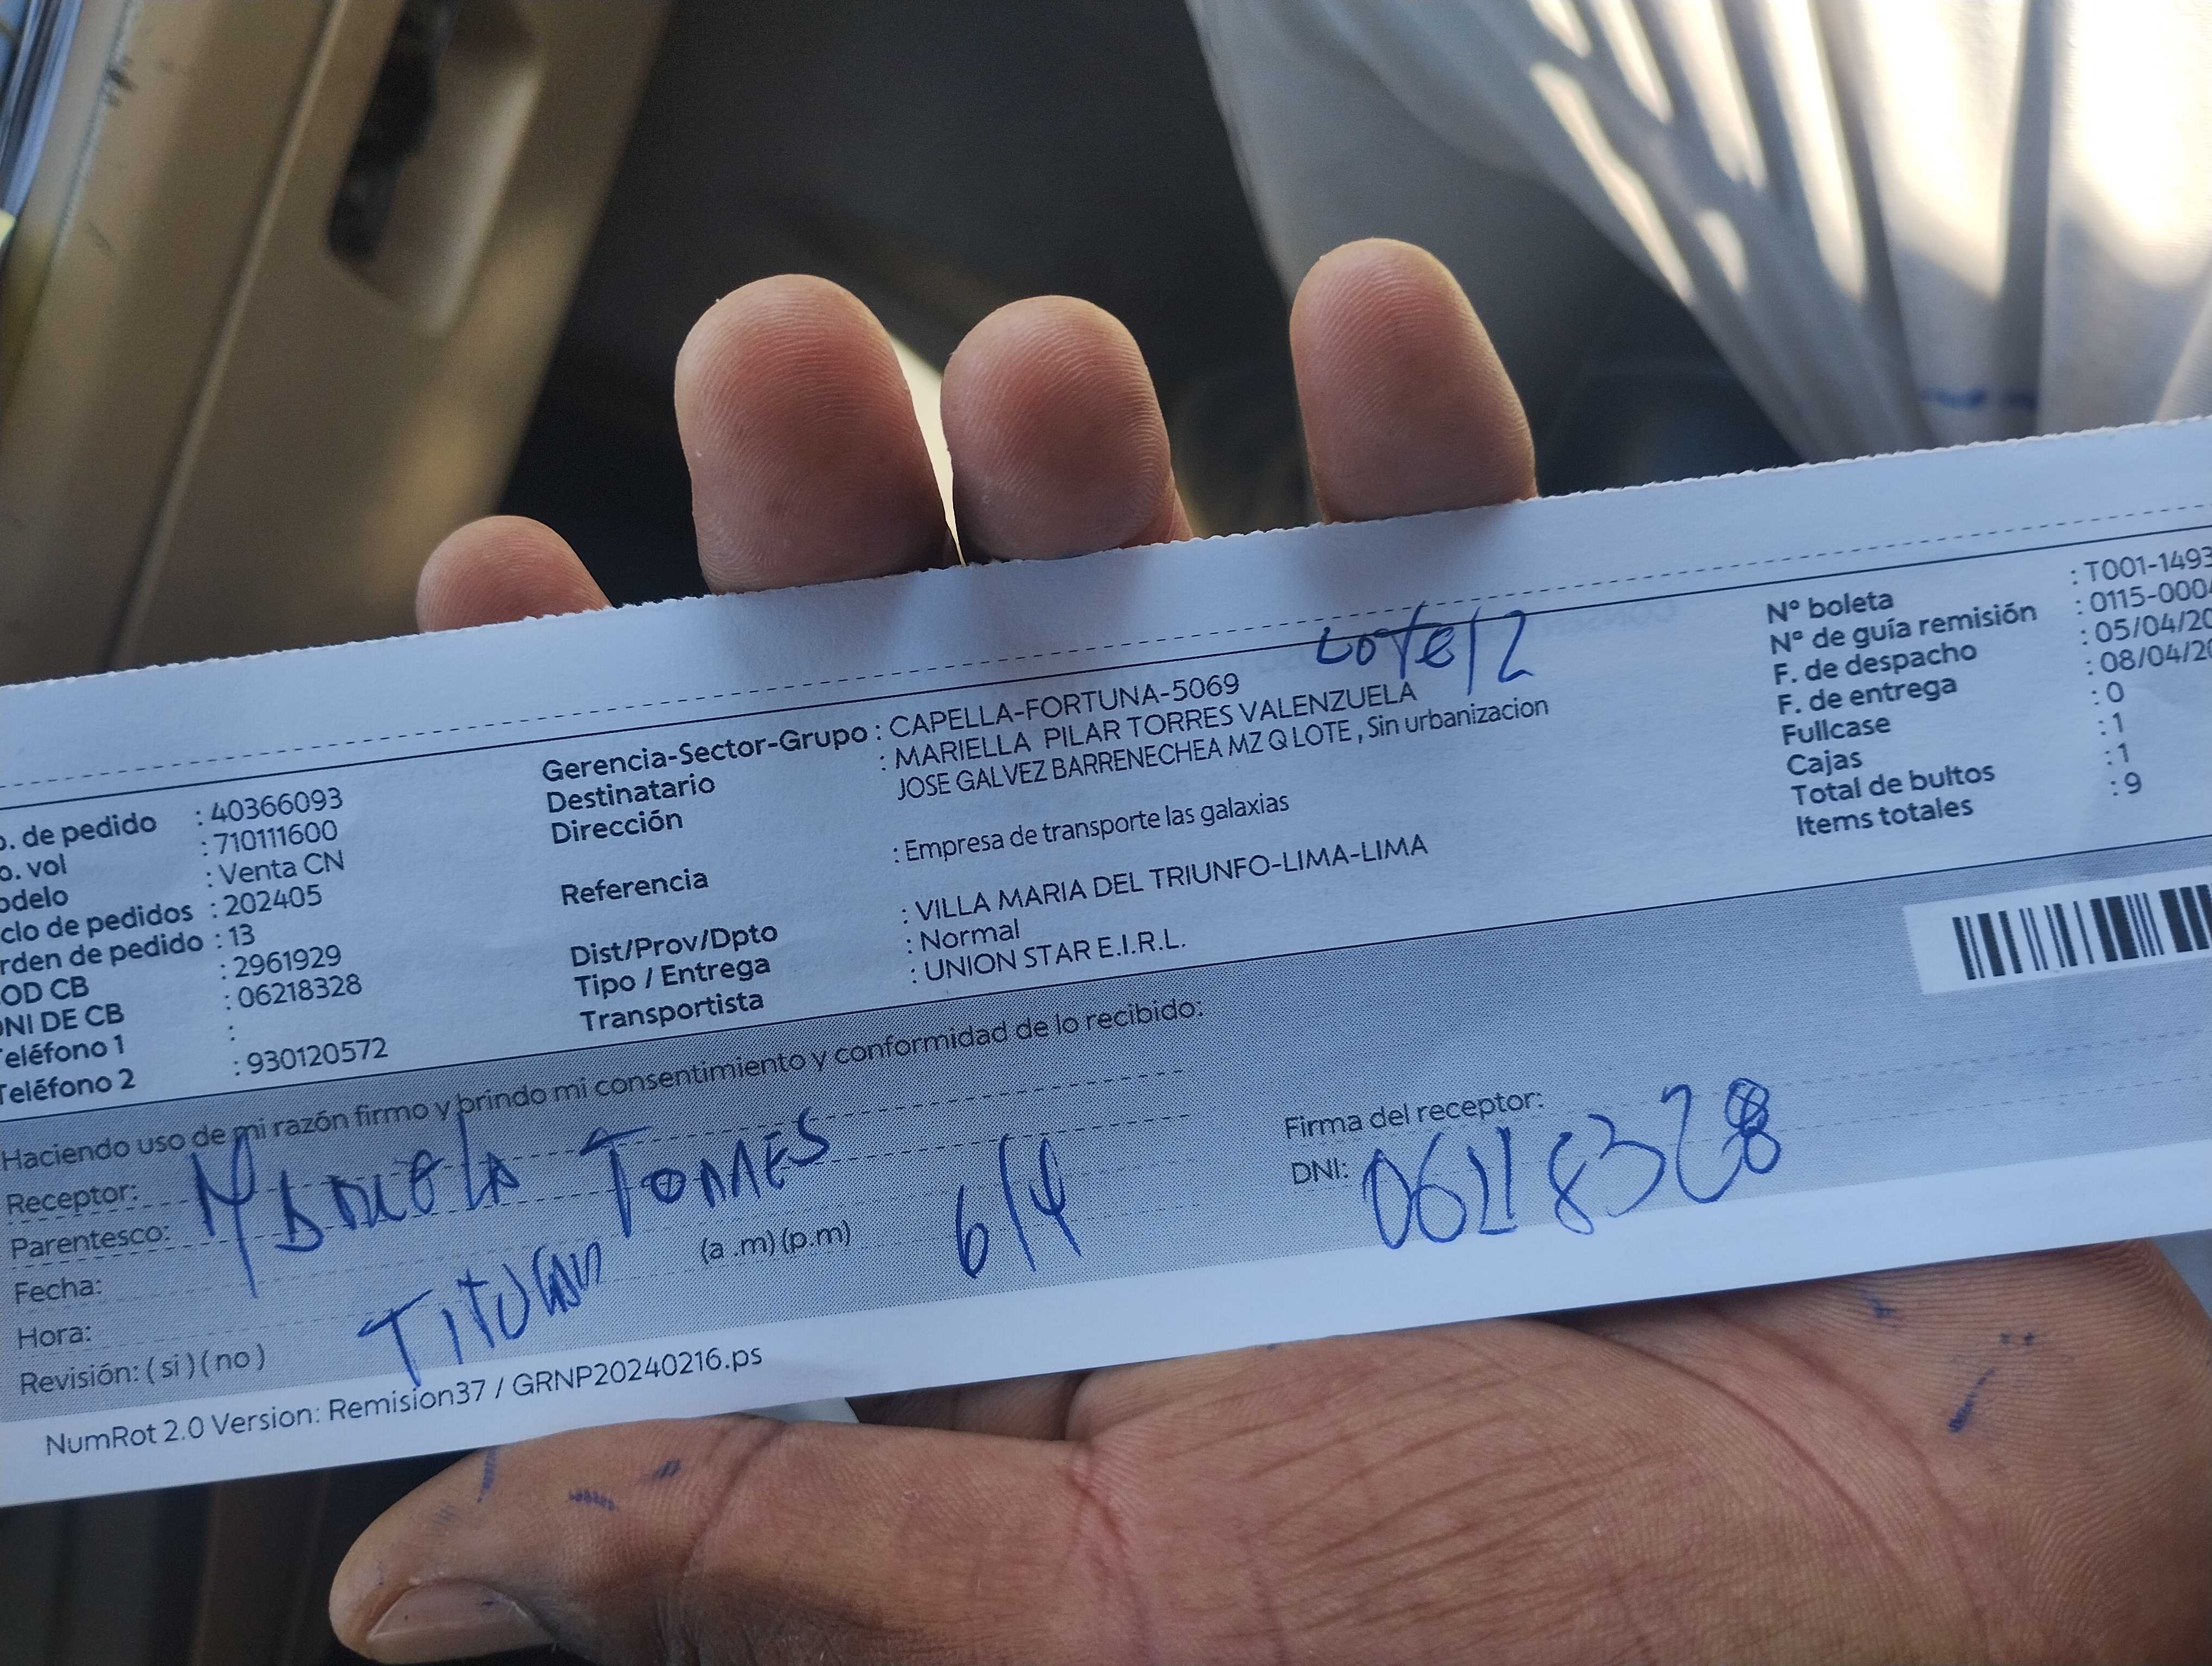 Lote 12
o. de pedido : 40366093
o. vol : 710111600
odelo : Venta CN
clo de pedidos : 202405
rden de pedido : 13
OD CB : 2961929
NI DE CB : 06218328
eléfono 1 :
Teléfono 2 : 930120572
Gerencia-Sector-Grupo : CAPELLA-FORTUNA-5069
Destinatario : MARIELLA PILAR TORRES VALENZUELA
Dirección JOSE GALVEZ BARRENECHEA MZ Q LOTE , Sin urbanizacion
Referencia : Empresa de transporte las galaxias
Dist/Prov/Dpto : VILLA MARIA DEL TRIUNFO-LIMA-LIMA
Tipo / Entrega : Normal
Transportista : UNION STAR E.I.R.L.
N° boleta : T001-1493
N° de guía remisión : 0115-000
F. de despacho : 05/04/20
F. de entrega : 08/04/20
Fullcase : 0
Cajas : 1
Total de bultos : 1
Items totales : 9
Haciendo uso de mi razón firmo y brindo mi consentimiento y conformidad de lo recibido:
Receptor: TORRES
Parentesco:
Fecha:
Hora: (a .m) (p.m) 6/4
Revisión: ( si ) ( no )
Firma del receptor:
DNI: 06218328
NumRot 2.0 Version: Remision37 / GRNP20240216.ps